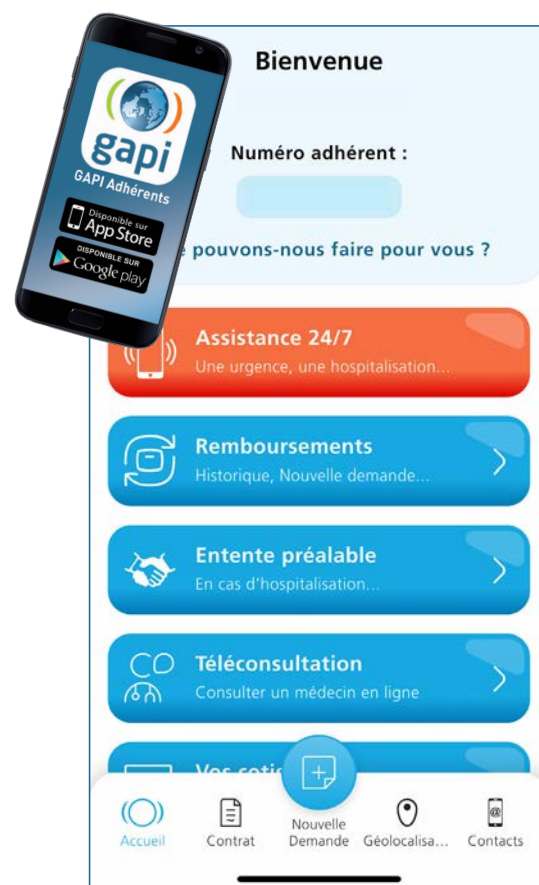 Bienvenue
gapi
GAPI Adhérents
Disponible sur
App Store
DISPONIBLE SUR
Google play
Numéro adhérent :
pouvons-nous faire pour vous ?
Assistance 24/7
Une urgence, une hospitalisation...
Remboursements
Historique, Nouvelle demande...
Entente préalable
En cas d'hospitalisation...
Téléconsultation
Consulter un médecin en ligne
Vos
Accueil
Contrat
Nouvelle
Demande
Géolocalisa...
Contacts